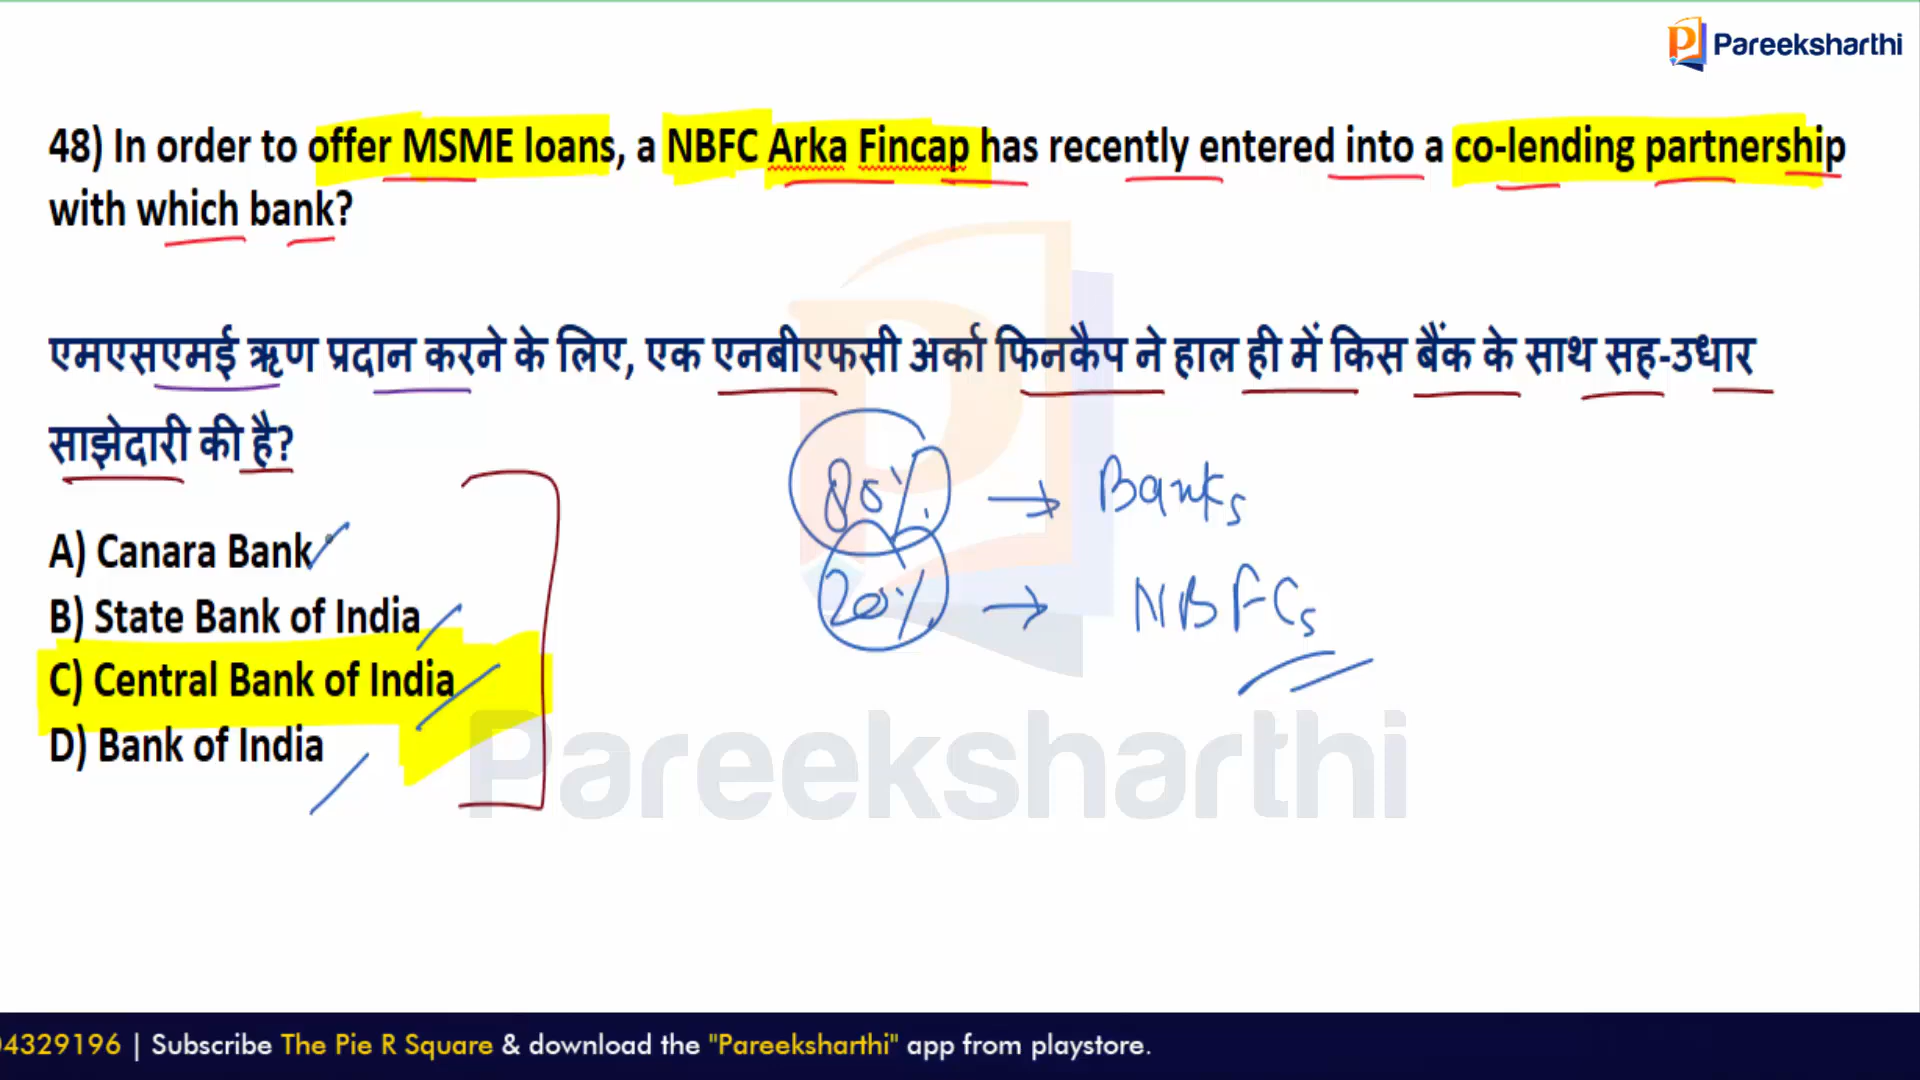 Pareeksharthi
48) In order to offer MSME loans, a NBFC Arka Fincap has recently entered into a co-lending partnership
with which bank?
एमएसएमई ऋण प्रदान करने के लिए, एक एनबीएफसी अर्का फिनकैप ने हाल ही में किस बैंक के साथ सह-उधार
साझेदारी की है?
80% → Banks
20% → NBFCs
A) Canara Bank
B) State Bank of India
C) Central Bank of India
D) Bank of India
Pareeksharthi
04329196 | Subscribe The Pie R Square & download the "Pareeksharthi" app from playstore.